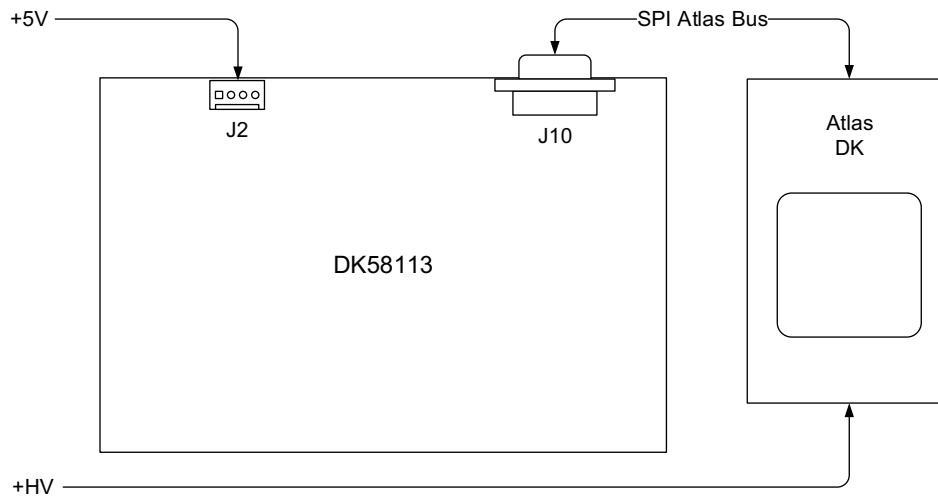 +5V
SPI Atlas Bus
J2
J10
Atlas
DK
DK58113
+HV